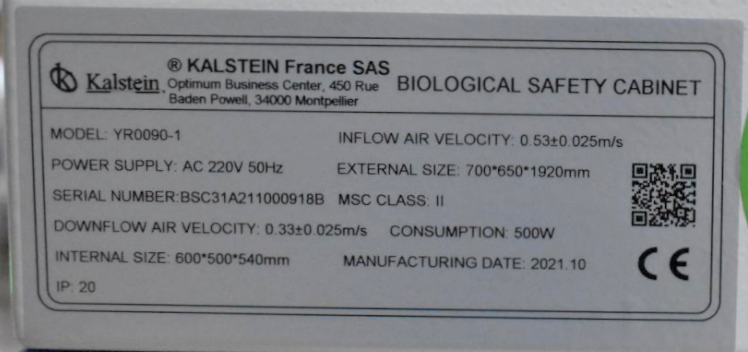 ® KALSTEIN France SAS
Kalstein
Optimum Business Center, 450 Rue
Baden Powell, 34000 Montpellier
BIOLOGICAL SAFETY CABINET
MODEL: YR0090-1
INFLOW AIR VELOCITY: 0.53±0.025m/s
POWER SUPPLY: AC 220V 50Hz
EXTERNAL SIZE: 700*650*1920mm
SERIAL NUMBER:BSC31A211000918B
MSC CLASS: II
DOWNFLOW AIR VELOCITY: 0.33±0.025m/s
CONSUMPTION: 500W
INTERNAL SIZE: 600*500*540mm
MANUFACTURING DATE: 2021.10
CE
IP: 20